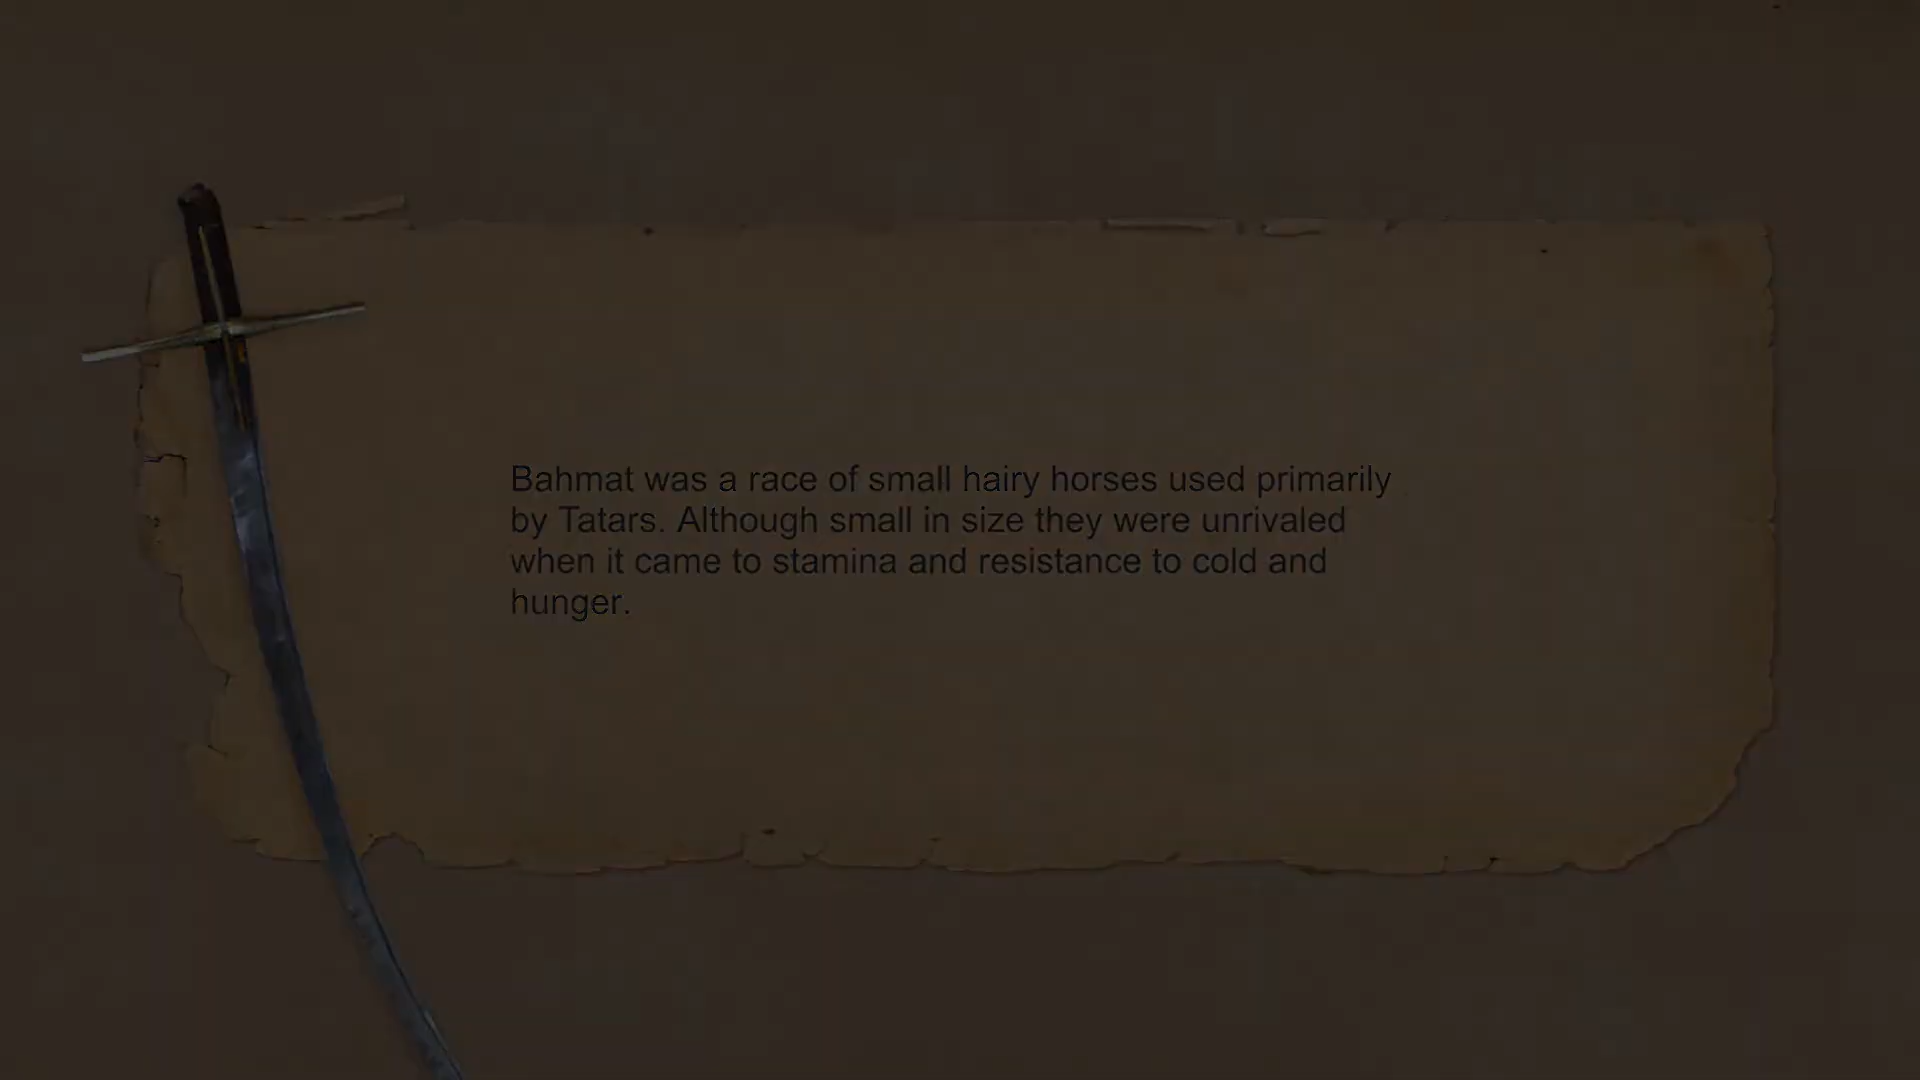 Bahmat was a race of small hairy horses used primarily
by Tatars. Although small in size they were unrivaled
when it came to stamina and resistance to cold and
hunger.